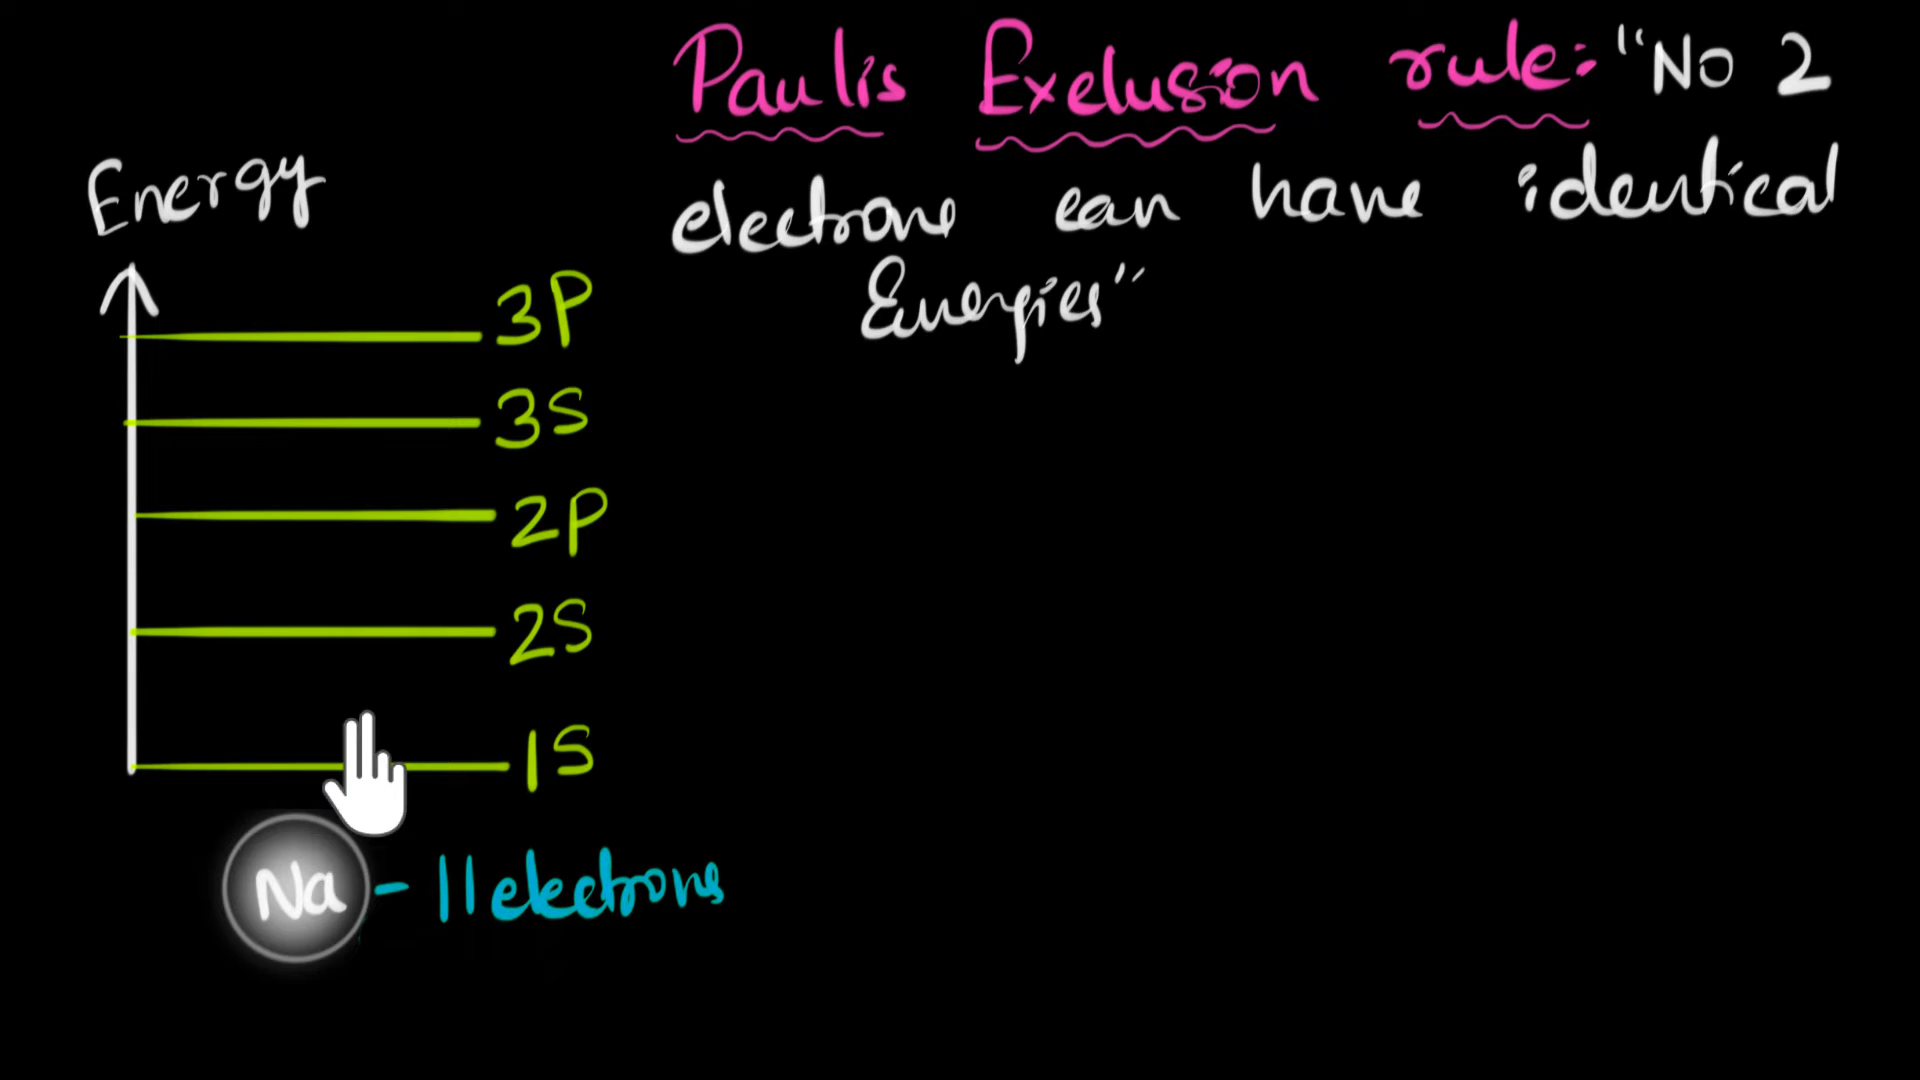 Paulis Exclusion rule: "No 2
electrons can have identical
Energies"
Energy
3P
3S
2P
2S
1S
Na - 11 electrons